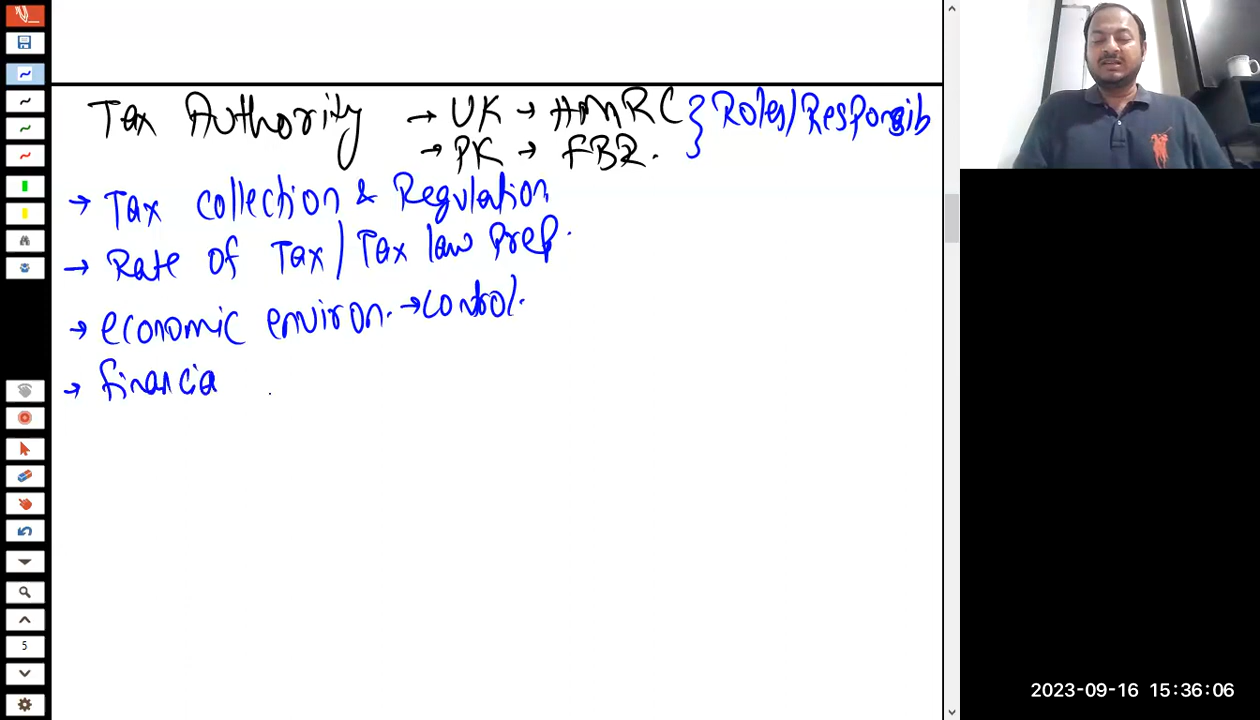 Tax Authority → UK → HMRC } Roles/Responsib
→ PK → FBR.
→ Tax collection & Regulation
→ Rate of Tax/Tax law Prep.
→ economic environ. → control.
→ financia
5
2023-09-16 15:36:06